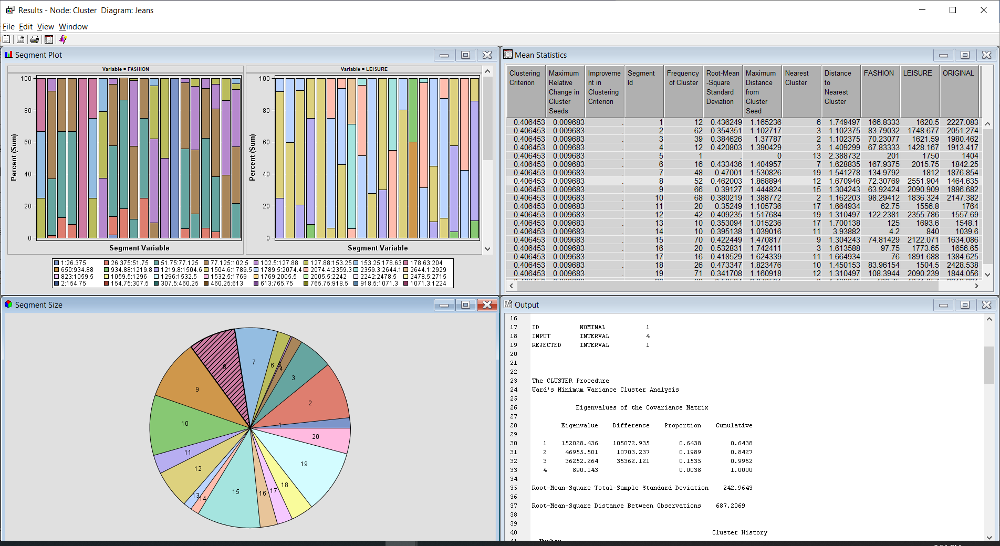 Results - Node: Cluster  Diagram: Jeans
File Edit View Window
Segment Plot
Variable = FASHION
Variable = LEISURE
Percent (Sum)
100
80
60
40
20
0
Segment Variable
Percent (Sum)
100
80
60
40
20
0
Segment Variable
1:26.375 26.375:51.75 51.75:77.125 77.125:102.5 102.5:127.88 127.88:153.25 153.25:178.63 178.63:204
650:934.88 934.88:1219.8 1219.8:1504.6 1504.6:1789.5 1789.5:2074.4 2074.4:2359.3 2359.3:2644.1 2644.1:2929
823:1059.5 1059.5:1296 1296:1532.5 1532.5:1769 1769:2005.5 2005.5:2242 2242:2478.5 2478.5:2715
2:154.75 154.75:307.5 307.5:460.25 460.25:613 613:765.75 765.75:918.5 918.5:1071.3 1071.3:1224
Mean Statistics
Clustering Criterion
Maximum Relative Change in Cluster Seeds
Improveme nt in Clustering Criterion
Segment Id
Frequency of Cluster
Root-Mean -Square Standard Deviation
Maximum Distance from Cluster Seed
Nearest Cluster
Distance to Nearest Cluster
FASHION
LEISURE
ORIGINAL
0.406453 0.009683 . 1 12 0.436249 1.165236 6 1.749497 166.8333 1620.5 2227.083
0.406453 0.009683 . 2 62 0.354351 1.102717 3 1.102375 83.79032 1748.677 2051.274
0.406453 0.009683 . 3 39 0.384626 1.37787 2 1.102375 70.23077 1621.59 1980.462
0.406453 0.009683 . 4 12 0.420803 1.390429 3 1.409299 67.83333 1428.167 1913.417
0.406453 0.009683 . 5 1 . 0 13 2.388732 201 1750 1404
0.406453 0.009683 . 6 16 0.433436 1.404957 7 1.628835 167.9375 2015.75 1842.25
0.406453 0.009683 . 7 48 0.47001 1.530826 19 1.541278 134.9792 1812 1876.854
0.406453 0.009683 . 8 52 0.462003 1.868894 12 1.670946 72.30769 2551.904 1464.635
0.406453 0.009683 . 9 66 0.39127 1.444824 15 1.304243 63.92424 2090.909 1886.682
0.406453 0.009683 . 10 68 0.380219 1.388772 2 1.162203 98.29412 1836.324 2147.382
0.406453 0.009683 . 11 20 0.35249 1.105736 17 1.664934 62.75 1556.8 1764
0.406453 0.009683 . 12 42 0.409235 1.517684 19 1.310497 122.2381 2355.786 1557.69
0.406453 0.009683 . 13 10 0.353094 1.015236 17 1.700138 125 1693.6 1548.1
0.406453 0.009683 . 14 10 0.395138 1.039016 11 3.93882 4.2 840 1039.6
0.406453 0.009683 . 15 70 0.422449 1.470817 9 1.304243 74.81429 2122.071 1634.086
0.406453 0.009683 . 16 20 0.532831 1.742411 3 1.613588 97.75 1773.65 1656.65
0.406453 0.009683 . 17 16 0.418529 1.624339 11 1.664934 76 1891.688 1384.625
0.406453 0.009683 . 18 26 0.473347 1.823476 10 1.450153 83.96154 1504.5 2428.538
0.406453 0.009683 . 19 71 0.341708 1.160918 12 1.310497 108.3944 2090.239 1844.056
Segment Size
1
2
3
4
5
6
7
8
9
10
11
12
13
14
15
16
17
18
19
20
Output
16
17 ID NOMINAL 1
18 INPUT INTERVAL 4
19 REJECTED INTERVAL 1
20
21
22
23 The CLUSTER Procedure
24 Ward's Minimum Variance Cluster Analysis
25
26 Eigenvalues of the Covariance Matrix
27
28 Eigenvalue Difference Proportion Cumulative
29
30 1 152028.436 105072.935 0.6438 0.6438
31 2 46955.501 10703.237 0.1989 0.8427
32 3 36252.264 35362.121 0.1535 0.9962
33 4 890.143 0.0038 1.0000
34
35 Root-Mean-Square Total-Sample Standard Deviation 242.9643
36
37 Root-Mean-Square Distance Between Observations 687.2069
38
39
40 Cluster History